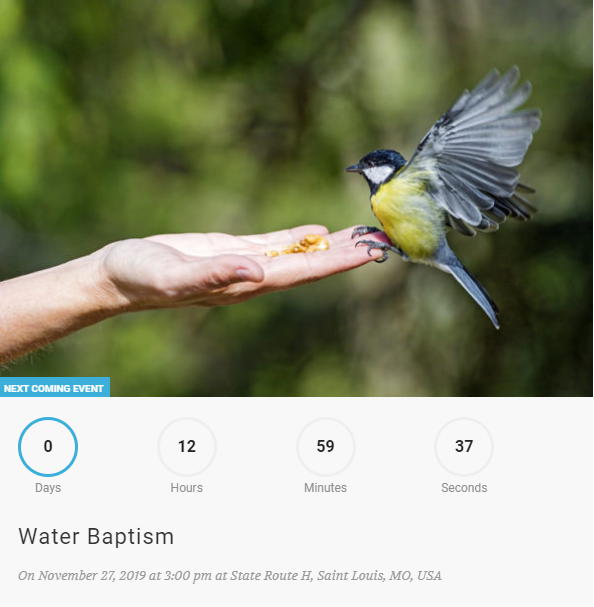 NEXT COMING EVENT
0 12 59 37
Days Hours Minutes Seconds
Water Baptism
On November 27, 2019 at 3:00 pm at State Route H, Saint Louis, MO, USA